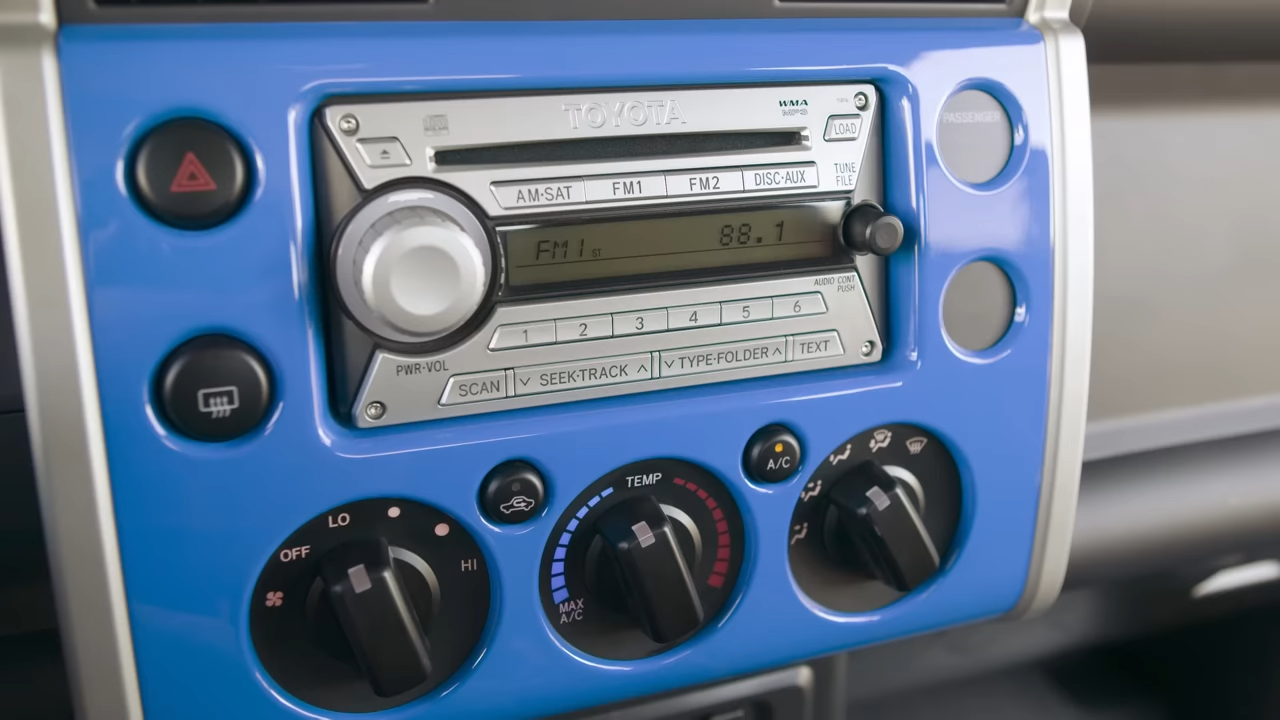 TOYOTA
WMA
MP3
LOAD
PASSENGER
TUNE
FILE
AM·SAT
FM1
FM2
DISC·AUX
FM1 ST
88.1
AUDIO CONT
PUSH
1
2
3
4
5
6
PWR·VOL
SCAN
SEEK·TRACK
TYPE·FOLDER
TEXT
A/C
TEMP
MAX
A/C
LO
OFF
HI